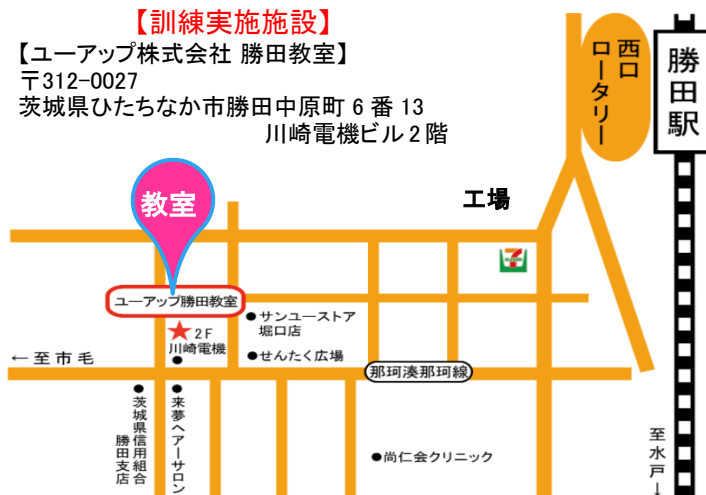 【訓練実施施設】
【ユーアップ株式会社 勝田教室】
〒312-0027
茨城県ひたちなか市勝田中原町 6 番 13
川崎電機ビル 2 階
西口
ロータリー
勝田駅
教室
工場
ユーアップ勝田教室
★ 2F
川崎電機
●サンユーストア
堀口店
●せんたく広場
←至市毛
那珂湊那珂線
●茨城県信用組合
勝田支店
●来夢ヘアーサロン
●尚仁会クリニック
至水戸↓